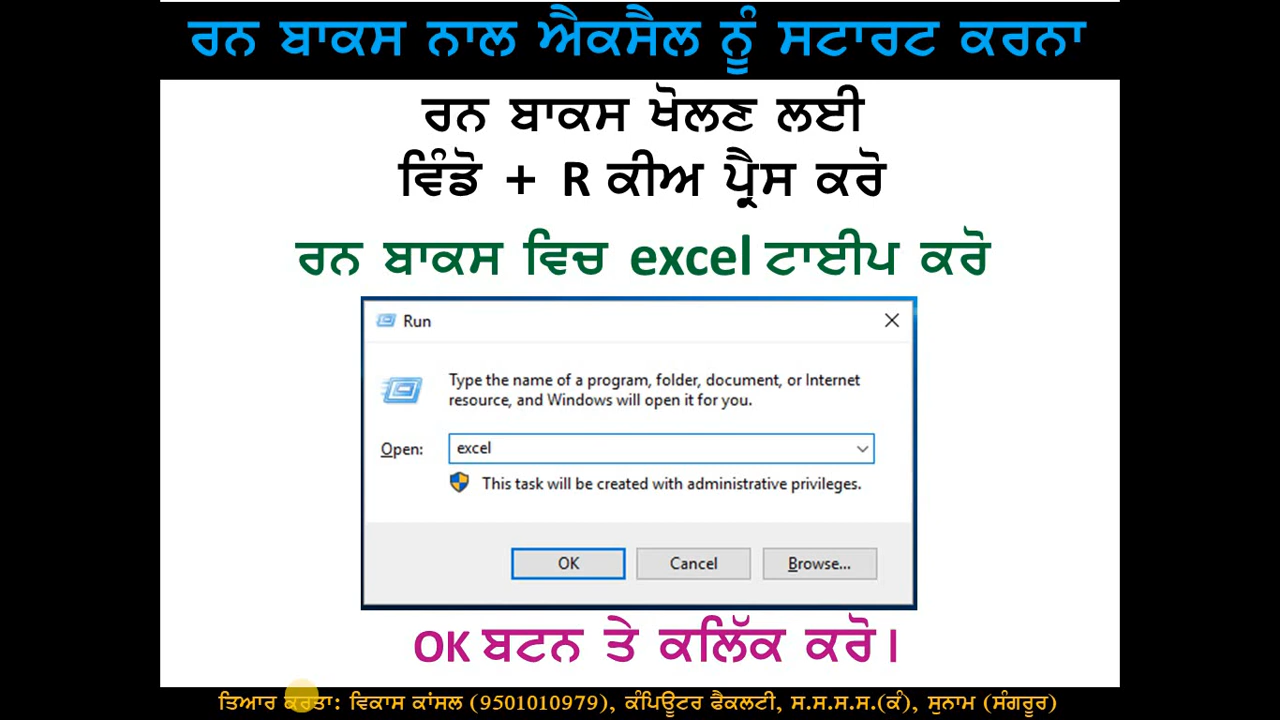 ਰਨ ਬਾਕਸ ਨਾਲ ਐਕਸੈਲ ਨੂੰ ਸਟਾਰਟ ਕਰਨਾ
ਰਨ ਬਾਕਸ ਖੋਲਣ ਲਈ
ਵਿੰਡੋ + R ਕੀਅ ਪ੍ਰੈਸ ਕਰੋ
ਰਨ ਬਾਕਸ ਵਿਚ excel ਟਾਈਪ ਕਰੋ
Run
Type the name of a program, folder, document, or Internet
resource, and Windows will open it for you.
Open: excel
This task will be created with administrative privileges.
OK Cancel Browse...
OK ਬਟਨ ਤੇ ਕਲਿੱਕ ਕਰੋ।
ਤਿਆਰ ਕਰਤਾ: ਵਿਕਾਸ ਕਾਂਸਲ (9501010979), ਕੰਪਿਊਟਰ ਫੈਕਲਟੀ, ਸ.ਸ.ਸ.ਸ.(ਕੰ), ਸੁਨਾਮ (ਸੰਗਰੂਰ)